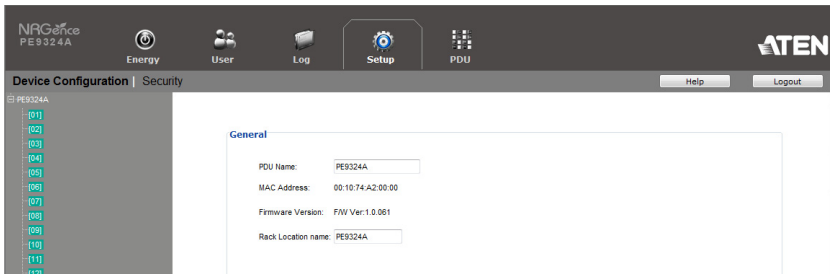 NRGence
PE9324A
Energy
User
Log
Setup
PDU
ATEN
Device Configuration | Security
Help
Logout
PE9324A
[01]
[02]
[03]
[04]
[05]
[06]
[07]
[08]
[09]
[10]
[11]
[12]
General
PDU Name: PE9324A
MAC Address: 00:10:74:A2:00:00
Firmware Version: F/W Ver:1.0.061
Rack Location name: PE9324A